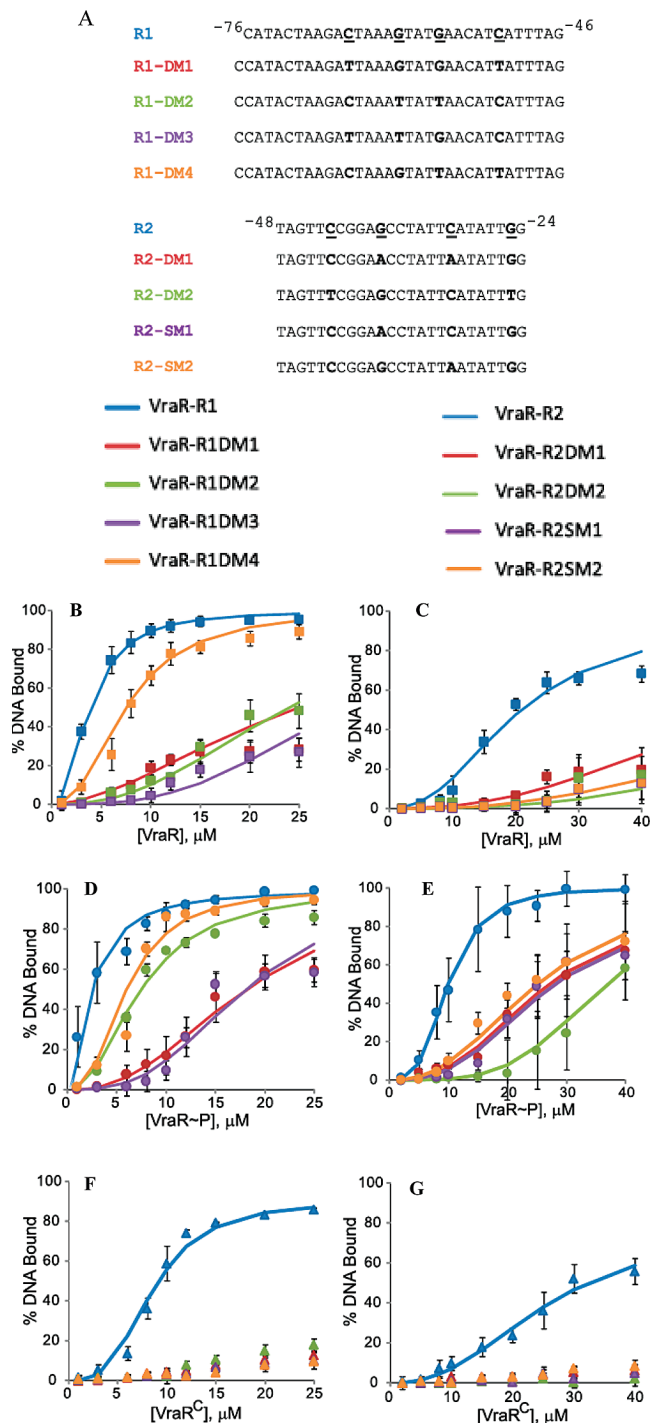 A
R1 -76CATACTAAGACTAAAGTATGAACATCATTTAG-46
R1-DM1 CCATACTAAGATTAAAGTATGAACATTATTTAG
R1-DM2 CCATACTAAGACTAAATTATTAACATCATTTAG
R1-DM3 CCATACTAAGATTAAATTATGAACATCATTTAG
R1-DM4 CCATACTAAGACTAAAGTATTAACATTATTTAG
R2 -48TAGTTCCGGAGCCTATTCATATTGG-24
R2-DM1 TAGTTCCGGAACCTATTAATATTGG
R2-DM2 TAGTTTCGGAGCCTATTCATATTTG
R2-SM1 TAGTTCCGGAACCTATTCATATTGG
R2-SM2 TAGTTCCGGAGCCTATTAATATTGG
VraR-R1
VraR-R1DM1
VraR-R1DM2
VraR-R1DM3
VraR-R1DM4
VraR-R2
VraR-R2DM1
VraR-R2DM2
VraR-R2SM1
VraR-R2SM2
B
% DNA Bound
100
80
60
40
20
0
0 5 10 15 20 25
[VraR], μM
C
% DNA Bound
100
80
60
40
20
0
0 10 20 30 40
[VraR], μM
D
% DNA Bound
100
80
60
40
20
0
0 5 10 15 20 25
[VraR~P], μM
E
% DNA Bound
100
80
60
40
20
0
0 10 20 30 40
[VraR~P], μM
F
% DNA Bound
100
80
60
40
20
0
0 5 10 15 20 25
[VraRC], μM
G
% DNA Bound
100
80
60
40
20
0
0 10 20 30 40
[VraRC], μM